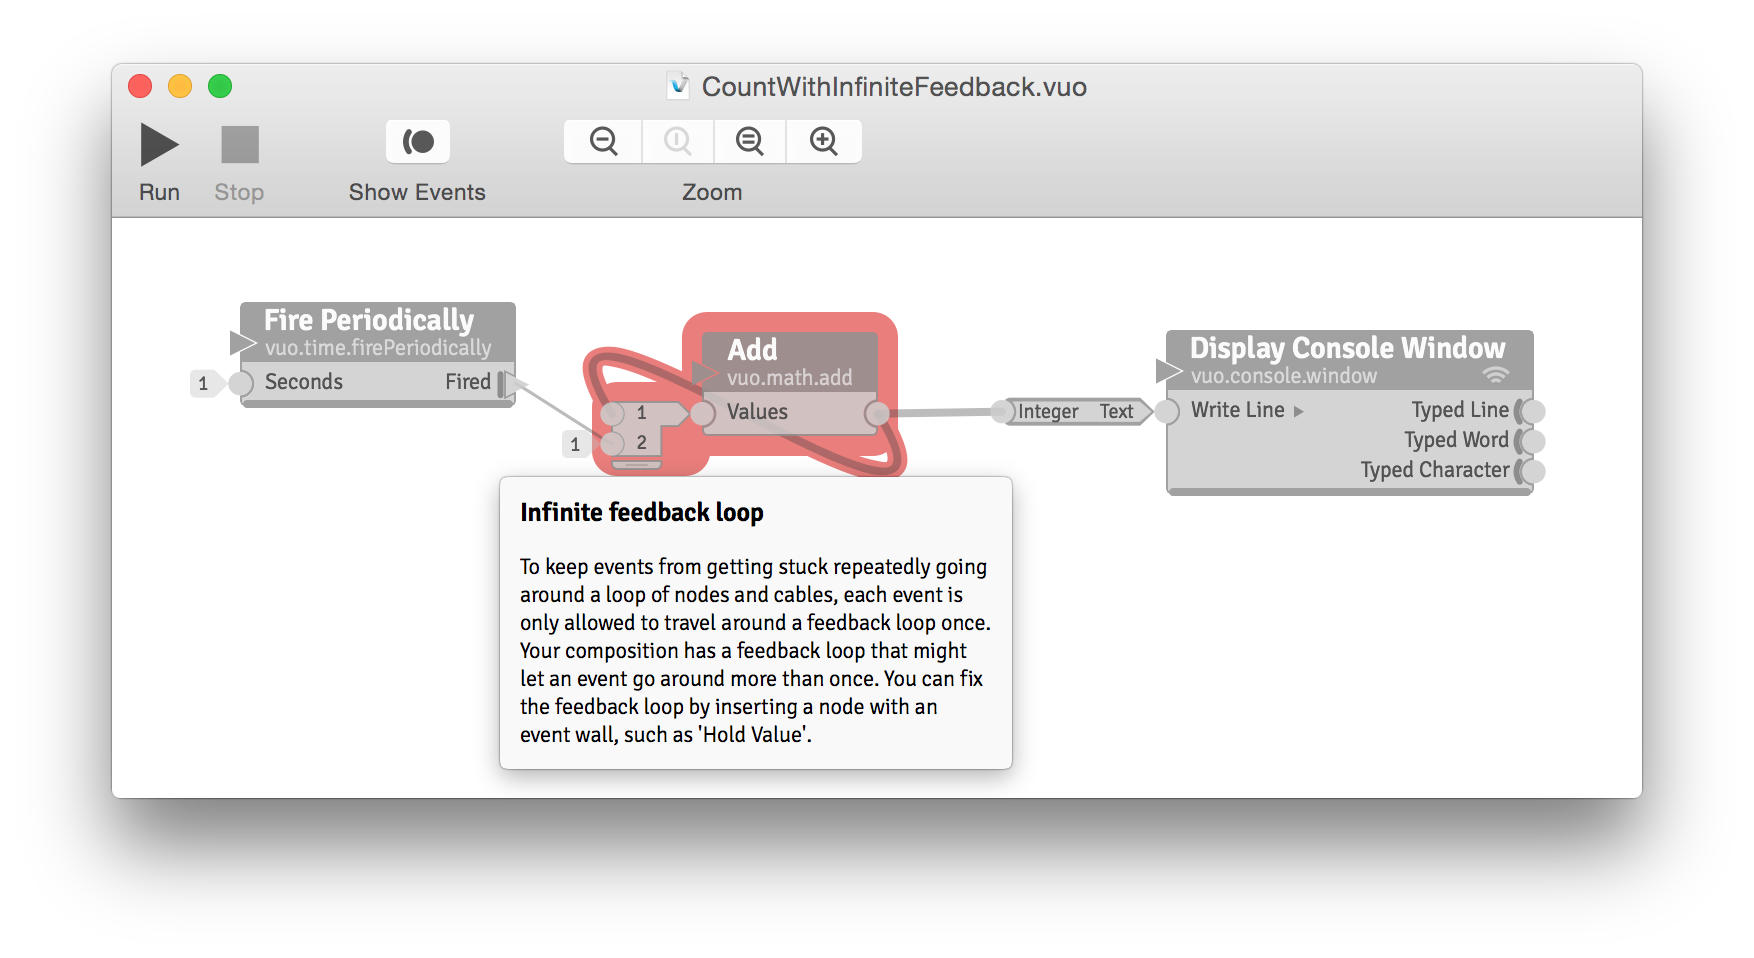 CountWithInfiniteFeedback.vuo
Run
Stop
Show Events
Zoom
Fire Periodically
vuo.time.firePeriodically
1
Seconds
Fired
Add
vuo.math.add
1
Values
1
2
Integer Text
Display Console Window
vuo.console.window
Write Line
Typed Line
Typed Word
Typed Character
Infinite feedback loop
To keep events from getting stuck repeatedly going
around a loop of nodes and cables, each event is
only allowed to travel around a feedback loop once.
Your composition has a feedback loop that might
let an event go around more than once. You can fix
the feedback loop by inserting a node with an
event wall, such as 'Hold Value'.